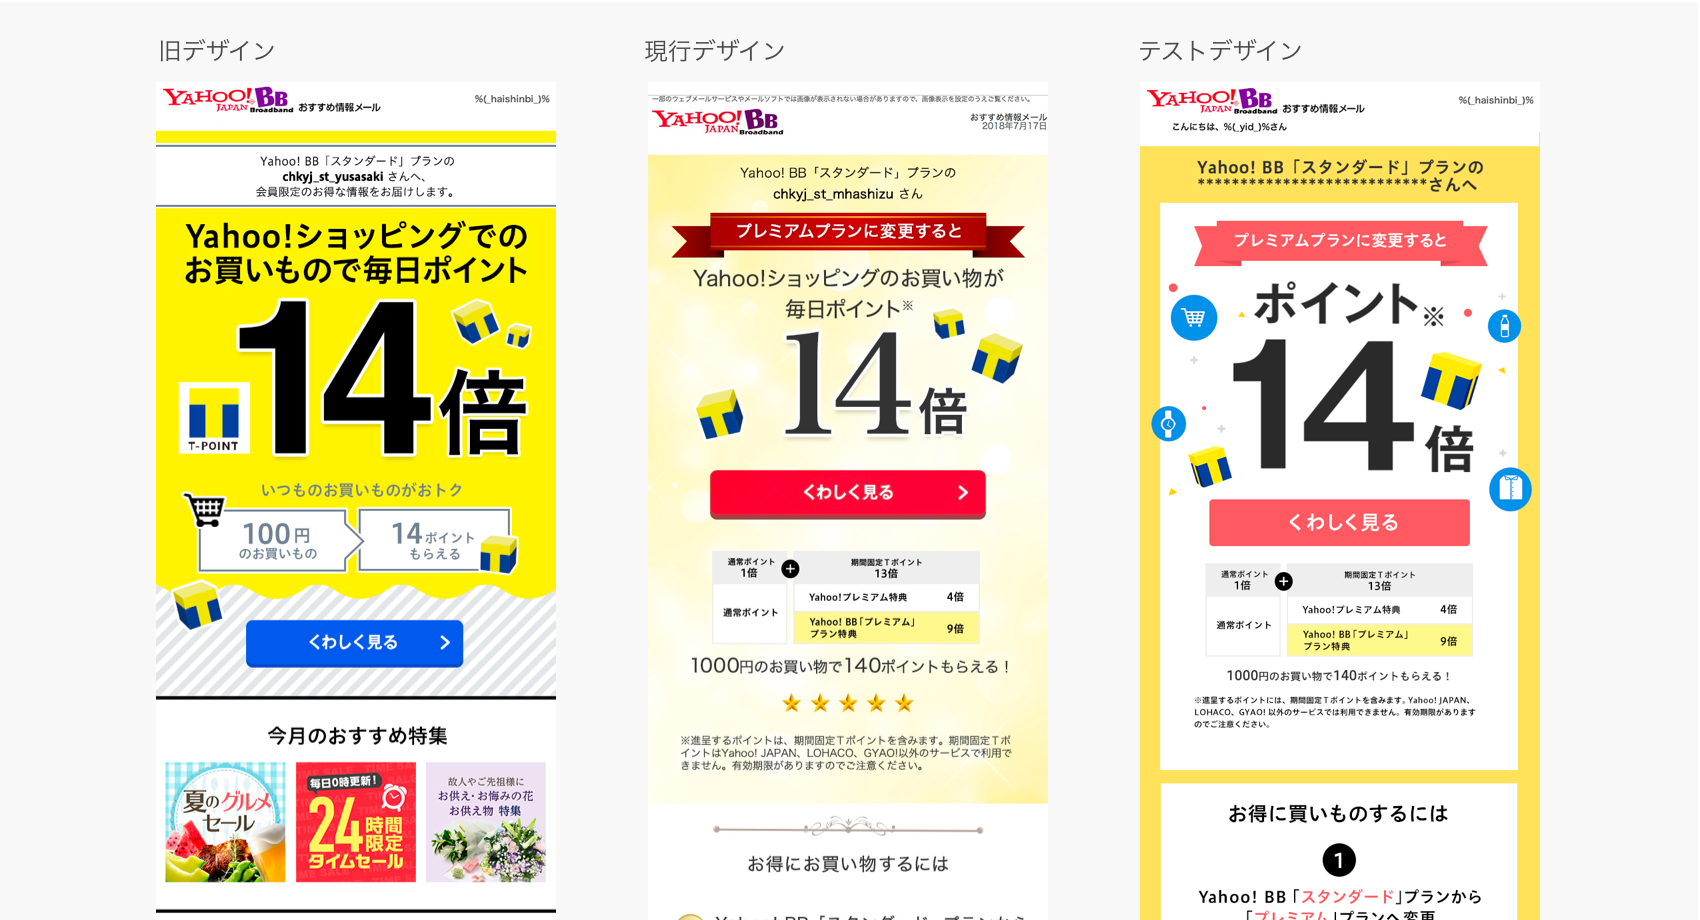 旧デザイン
YAHOO! BB
JAPAN Broadband
おすすめ情報メール
%(_haishinbi_)%
Yahoo! BB「スタンダード」プランの
chkyj_st_yusasaki さんへ、
会員限定のお得な情報をお届けします。
Yahoo!ショッピングでの
お買いもので毎日ポイント
14倍
T-POINT
いつものお買いものがおトク
100円
のお買いもの
14ポイント
もらえる
くわしく見る
今月のおすすめ特集
夏のグルメ
セール
毎日0時更新!
24時間
限定
タイムセール
故人やご先祖様に
お供え・お悔みの花
お供え物 特集
現行デザイン
一部のウェブメールサービスやメールソフトでは画像が表示されない場合がありますので、画像表示を設定のうえご覧ください。
YAHOO! BB
JAPAN Broadband
おすすめ情報メール
2018年7月17日
Yahoo! BB「スタンダード」プランの
chkyj_st_mhashizu さん
プレミアムプランに変更すると
Yahoo!ショッピングのお買い物が
毎日ポイント※
14倍
くわしく見る
通常ポイント
1倍
+
期間固定Tポイント
13倍
通常ポイント
Yahoo!プレミアム特典 4倍
Yahoo! BB「プレミアム」
プラン特典 9倍
1000円のお買い物で140ポイントもらえる！
※進呈するポイントは、期間固定Tポイントを含みます。期間固定Tポ
イントはYahoo! JAPAN、LOHACO、GYAO!以外のサービスで利用で
きません。有効期限がありますのでご注意ください。
お得にお買い物するには
Yahoo! BB「スタンダード」プランから
テストデザイン
YAHOO! BB
JAPAN Broadband
おすすめ情報メール
%(_haishinbi_)%
こんにちは、%(_yid_)%さん
Yahoo! BB「スタンダード」プランの
**************************さんへ
プレミアムプランに変更すると
ポイント※
14倍
くわしく見る
通常ポイント
1倍
+
期間固定Tポイント
13倍
通常ポイント
Yahoo!プレミアム特典 4倍
Yahoo! BB「プレミアム」
プラン特典 9倍
1000円のお買い物で140ポイントもらえる！
※進呈するポイントには、期間固定Tポイントを含みます。Yahoo! JAPAN、
LOHACO、GYAO! 以外のサービスでは利用できません。有効期限があります
のでご注意ください。
お得に買いものするには
1
Yahoo! BB「スタンダード」プランから
「プレミアム」プランへ変更